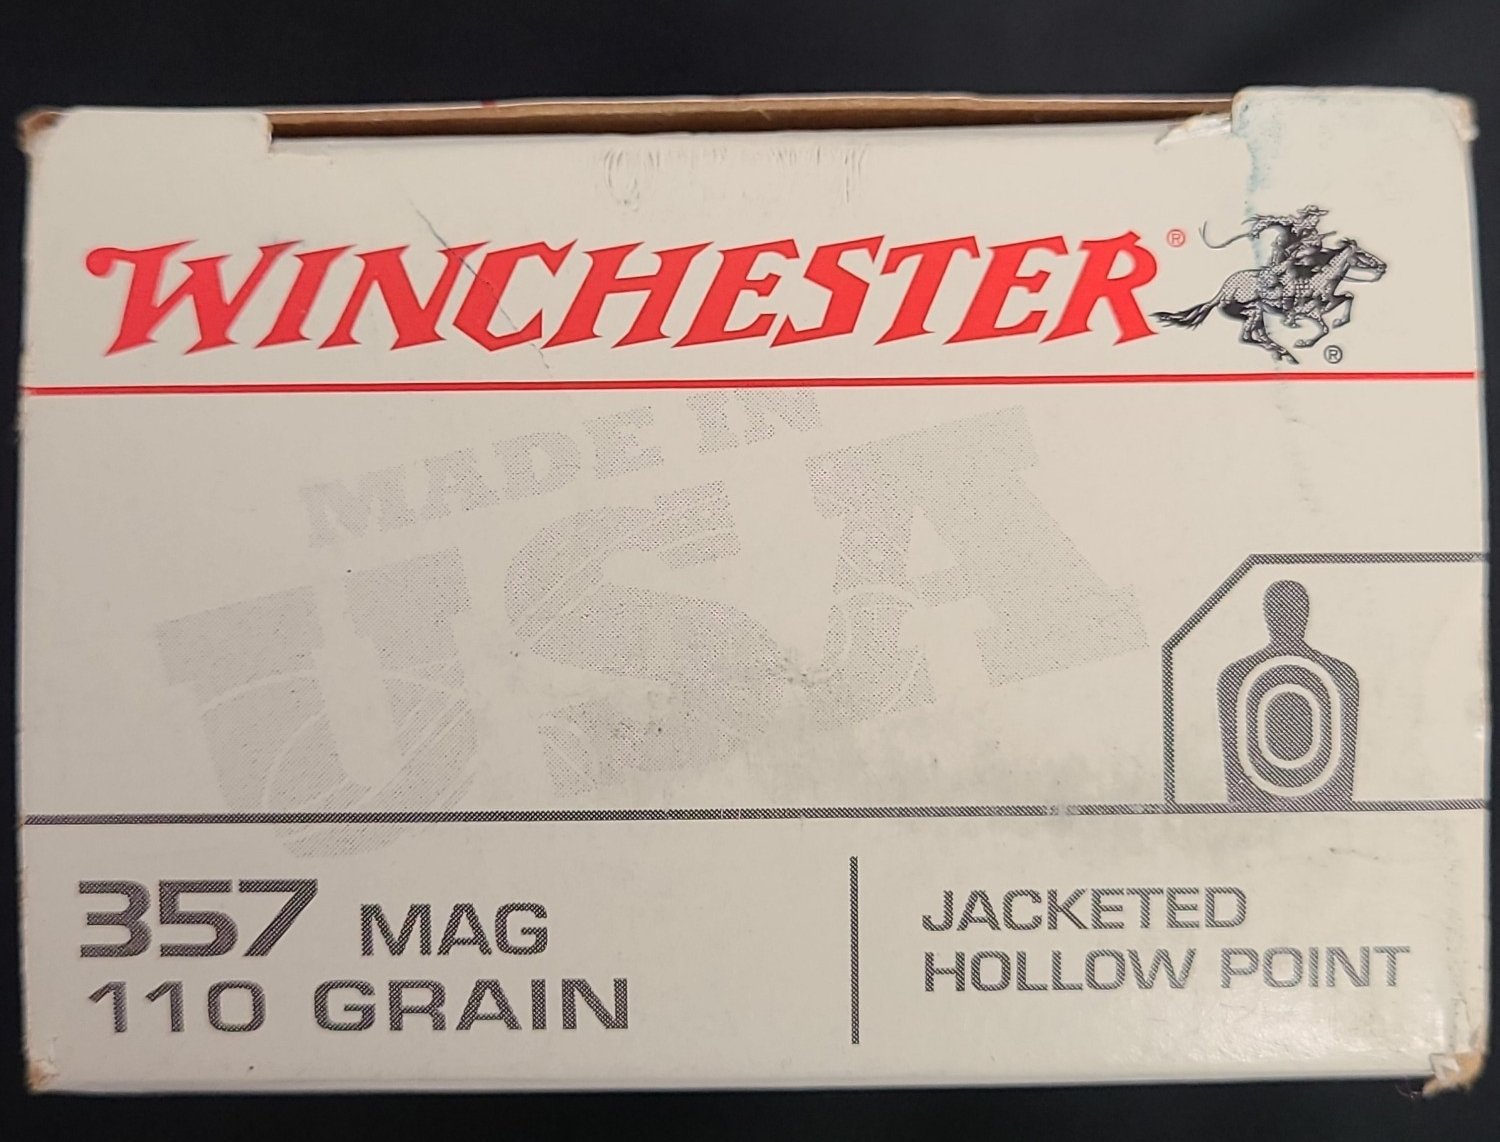 WINCHESTER®
®
MADE IN
USA
357 MAG
110 GRAIN
JACKETED
HOLLOW POINT